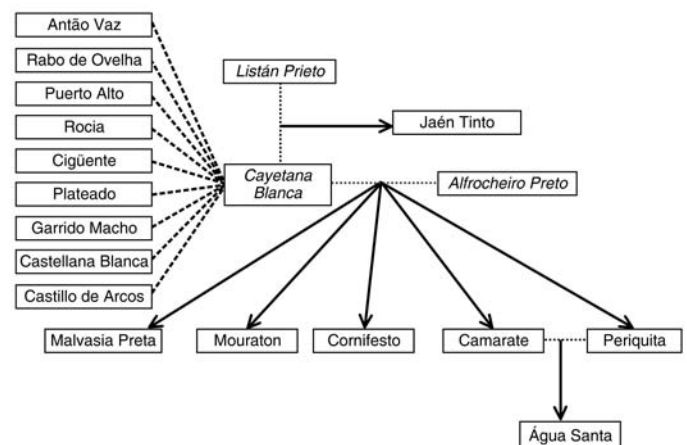 Antão Vaz
Rabo de Ovelha
Puerto Alto
Rocia
Cigüente
Plateado
Garrido Macho
Castellana Blanca
Castillo de Arcos
Listán Prieto
Jaén Tinto
Cayetana
Blanca
Alfrocheiro Preto
Malvasia Preta
Mouraton
Cornifesto
Camarate
Periquita
Água Santa